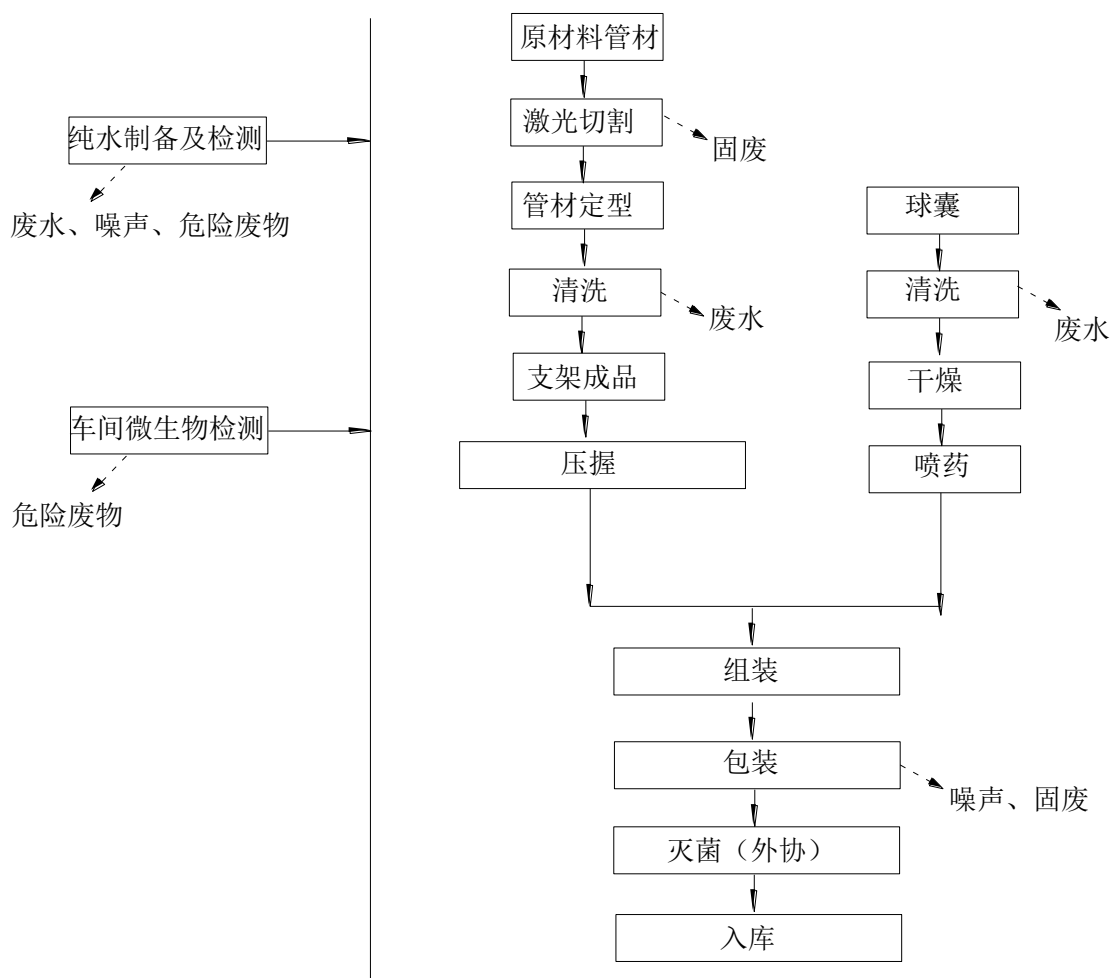 原材料管材
激光切割
固废
纯水制备及检测
废水、噪声、危险废物
管材定型
球囊
清洗
废水
清洗
废水
支架成品
干燥
车间微生物检测
危险废物
压握
喷药
组装
包装
噪声、固废
灭菌（外协）
入库